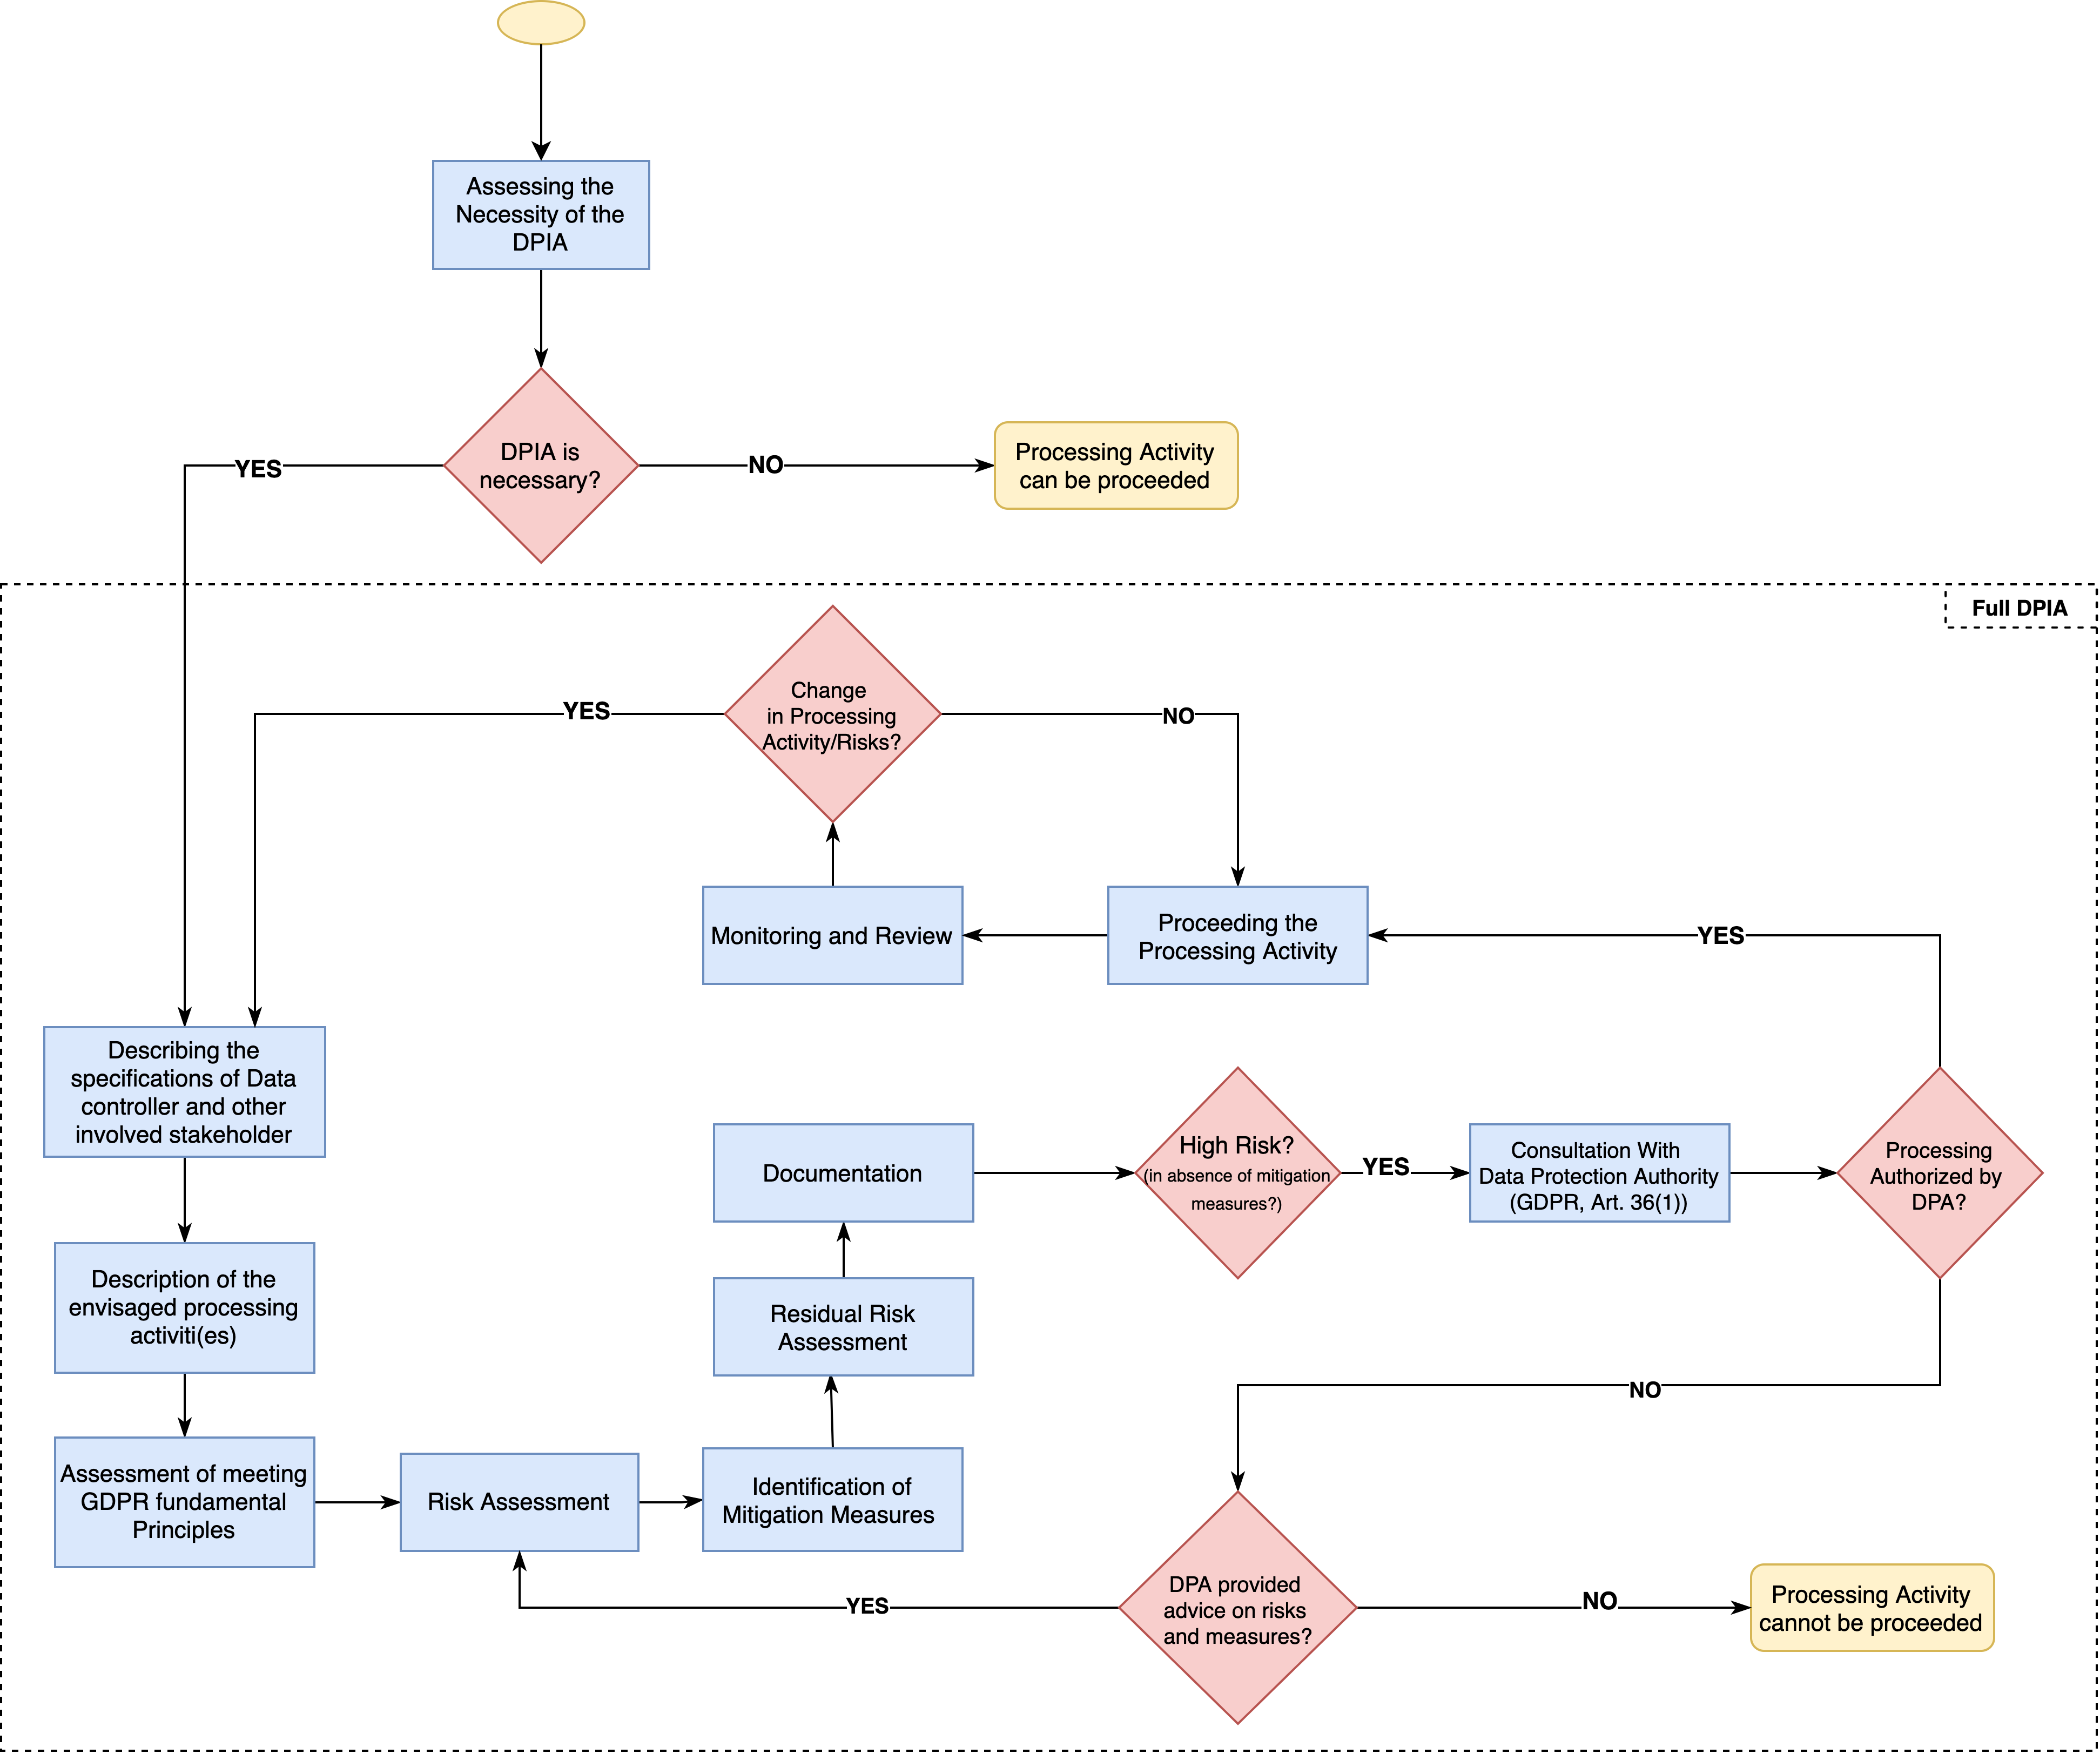 Assessing the
Necessity of the
DPIA
DPIA is
necessary?
YES
NO
Processing Activity
can be proceeded
Full DPIA
Change
in Processing
Activity/Risks?
YES
NO
Monitoring and Review
Proceeding the
Processing Activity
YES
Describing the
specifications of Data
controller and other
involved stakeholder
Documentation
High Risk?
(in absence of mitigation
measures?)
YES
Consultation With
Data Protection Authority
(GDPR, Art. 36(1))
Processing
Authorized by
DPA?
Description of the
envisaged processing
activiti(es)
Residual Risk
Assessment
NO
Assessment of meeting
GDPR fundamental
Principles
Risk Assessment
Identification of
Mitigation Measures
YES
DPA provided
advice on risks
and measures?
NO
Processing Activity
cannot be proceeded